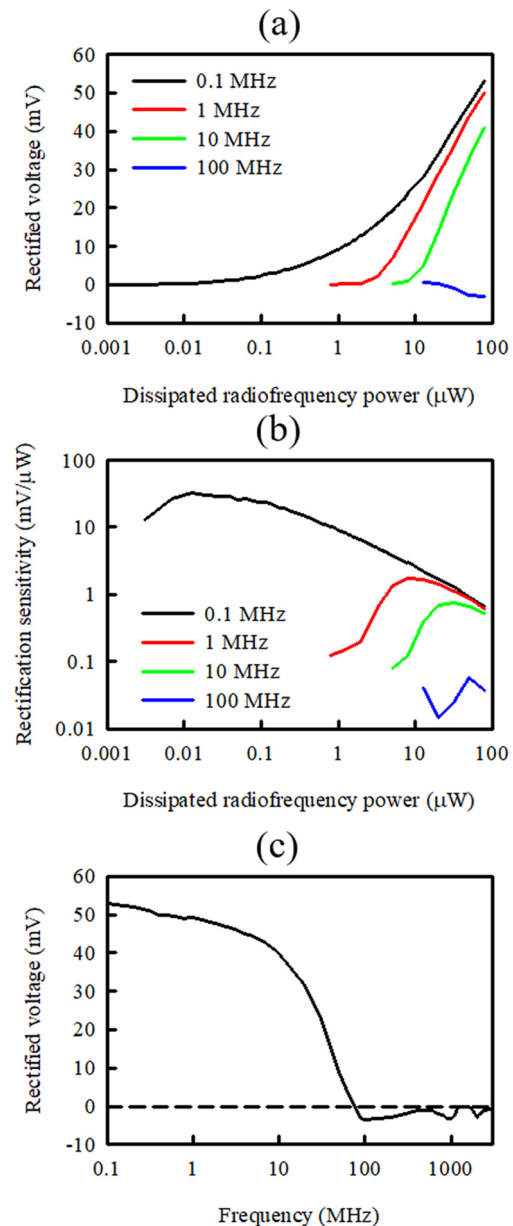 (a)
60
50
40
30
20
10
0
-10
Rectified voltage (mV)
0.1 MHz
1 MHz
10 MHz
100 MHz
0.001 0.01 0.1 1 10 100
Dissipated radiofrequency power (μW)
(b)
100
10
1
0.1
0.01
Rectification sensitivity (mV/μW)
0.1 MHz
1 MHz
10 MHz
100 MHz
0.001 0.01 0.1 1 10 100
Dissipated radiofrequency power (μW)
(c)
60
50
40
30
20
10
0
-10
Rectified voltage (mV)
0.1 1 10 100 1000
Frequency (MHz)